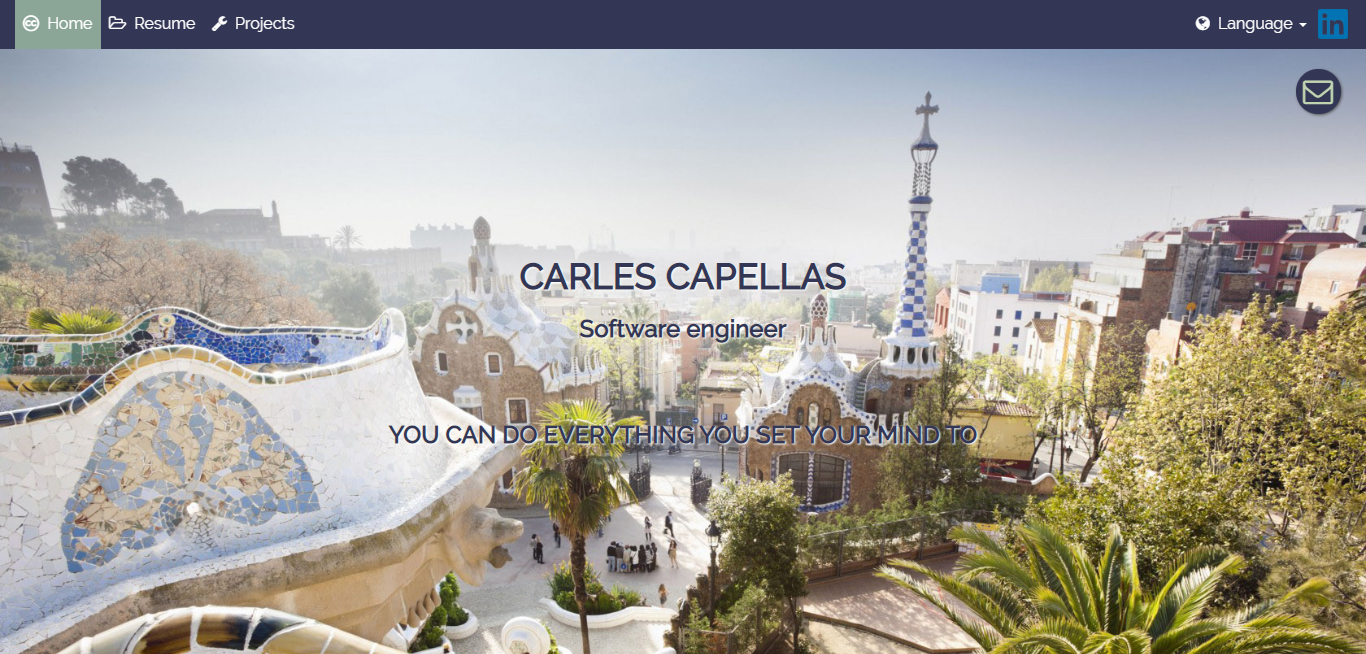 Home Resume Projects Language in
CARLES CAPELLAS
Software engineer
YOU CAN DO EVERYTHING YOU SET YOUR MIND TO.